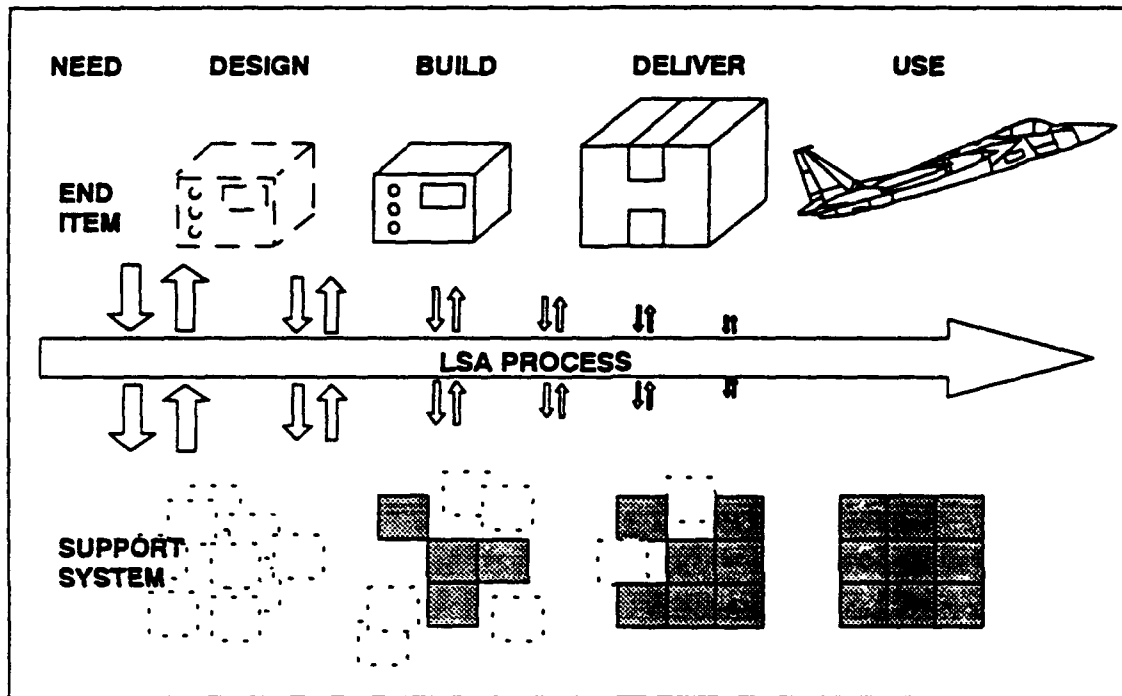 NEED DESIGN BUILD DELIVER USE
END
ITEM
LSA PROCESS
SUPPORT
SYSTEM